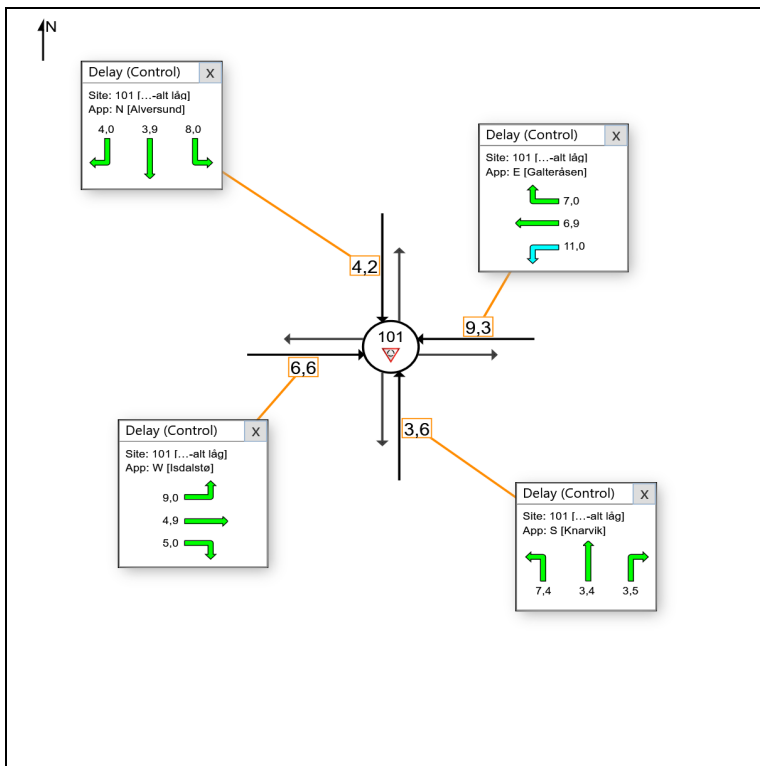 N
Delay (Control) X
Site: 101 [...-alt låg]
App: N [Alversund]
4,0 3,9 8,0
Delay (Control) X
Site: 101 [...-alt låg]
App: E [Galteråsen]
7,0
6,9
11,0
4,2
9,3
101
6,6
3,6
Delay (Control) X
Site: 101 [...-alt låg]
App: W [Isdalstø]
9,0
4,9
5,0
Delay (Control) X
Site: 101 [...-alt låg]
App: S [Knarvik]
7,4 3,4 3,5